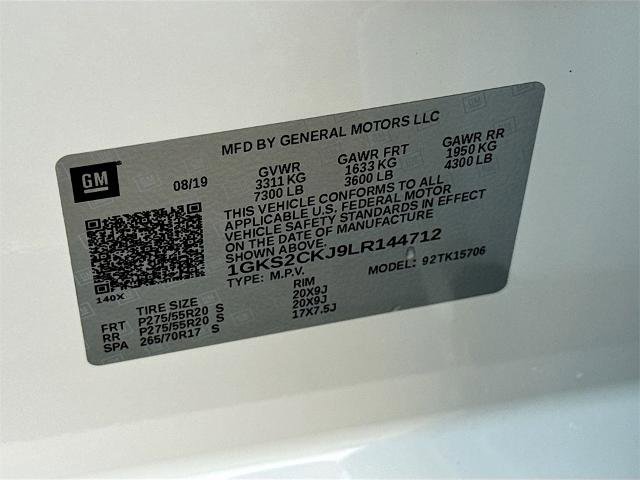 MFD BY GENERAL MOTORS LLC
GM
08/19
GVWR GAWR FRT GAWR RR
3311 KG 1633 KG 1950 KG
7300 LB 3600 LB 4300 LB
THIS VEHICLE CONFORMS TO ALL
APPLICABLE U.S. FEDERAL MOTOR
VEHICLE SAFETY STANDARDS IN EFFECT
ON THE DATE OF MANUFACTURE
SHOWN ABOVE.
1GKS2CKJ9LR144712
TYPE: M.P.V. MODEL: 92TK15706
140X
TIRE SIZE RIM
FRT P275/55R20 S 20X9J
RR P275/55R20 S 20X9J
SPA 265/70R17 S 17X7.5J